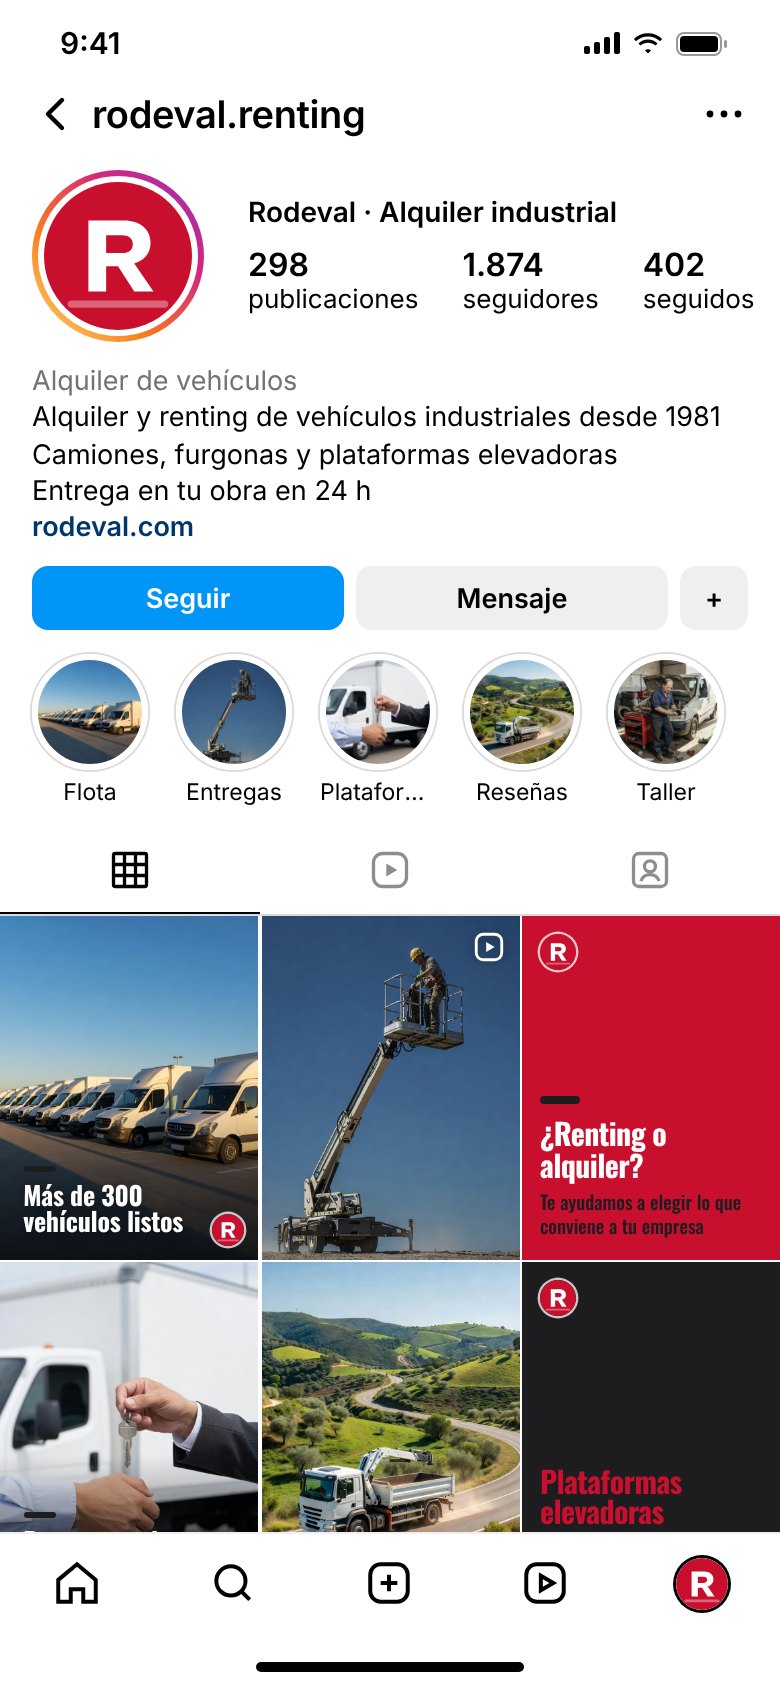 9:41
rodeval.renting
R
Rodeval · Alquiler industrial
298 1.874 402
publicaciones seguidores seguidos
Alquiler de vehículos
Alquiler y renting de vehículos industriales desde 1981
Camiones, furgonas y plataformas elevadoras
Entrega en tu obra en 24 h
rodeval.com
Seguir Mensaje +
Flota Entregas Platafor... Reseñas Taller
Más de 300
vehículos listos
R
R
¿Renting o
alquiler?
Te ayudamos a elegir lo que
conviene a tu empresa
R
Plataformas
elevadoras
R